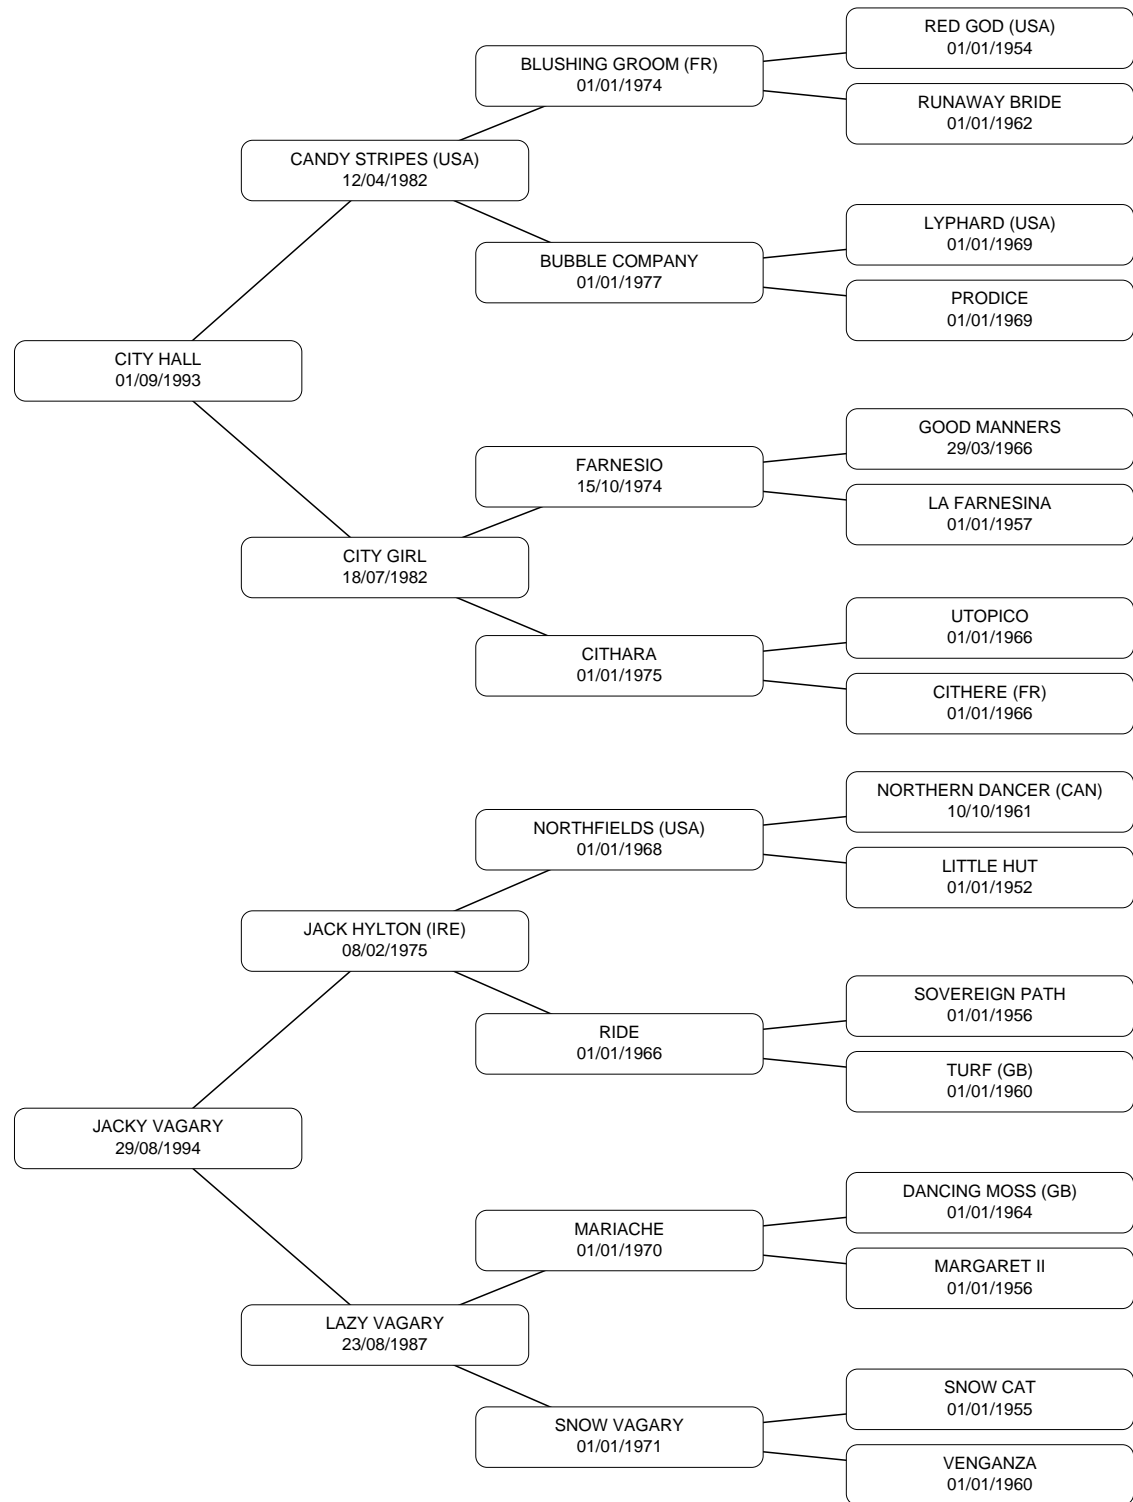 RED GOD (USA)
01/01/1954
BLUSHING GROOM (FR)
01/01/1974
RUNAWAY BRIDE
01/01/1962
CANDY STRIPES (USA)
12/04/1982
LYPHARD (USA)
01/01/1969
BUBBLE COMPANY
01/01/1977
PRODICE
01/01/1969
CITY HALL
01/09/1993
GOOD MANNERS
29/03/1966
FARNESIO
15/10/1974
LA FARNESINA
01/01/1957
CITY GIRL
18/07/1982
UTOPICO
01/01/1966
CITHARA
01/01/1975
CITHERE (FR)
01/01/1966
NORTHERN DANCER (CAN)
10/10/1961
NORTHFIELDS (USA)
01/01/1968
LITTLE HUT
01/01/1952
JACK HYLTON (IRE)
08/02/1975
SOVEREIGN PATH
01/01/1956
RIDE
01/01/1966
TURF (GB)
01/01/1960
JACKY VAGARY
29/08/1994
DANCING MOSS (GB)
01/01/1964
MARIACHE
01/01/1970
MARGARET II
01/01/1956
LAZY VAGARY
23/08/1987
SNOW CAT
01/01/1955
SNOW VAGARY
01/01/1971
VENGANZA
01/01/1960